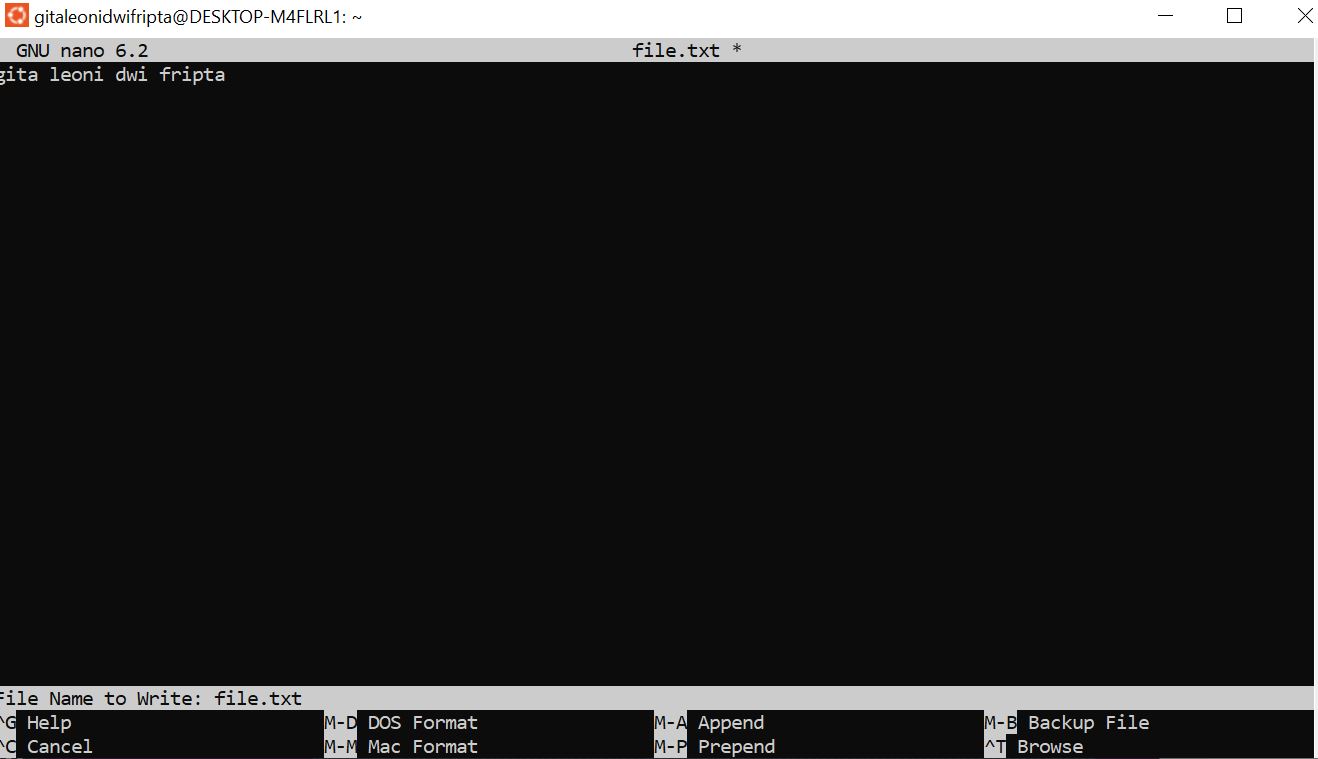 gitaleonidwifripta@DESKTOP-M4FLRL1: ~
GNU nano 6.2 file.txt *
gita leoni dwi fripta
File Name to Write: file.txt
^G Help M-D DOS Format M-A Append M-B Backup File
^C Cancel M-M Mac Format M-P Prepend ^T Browse